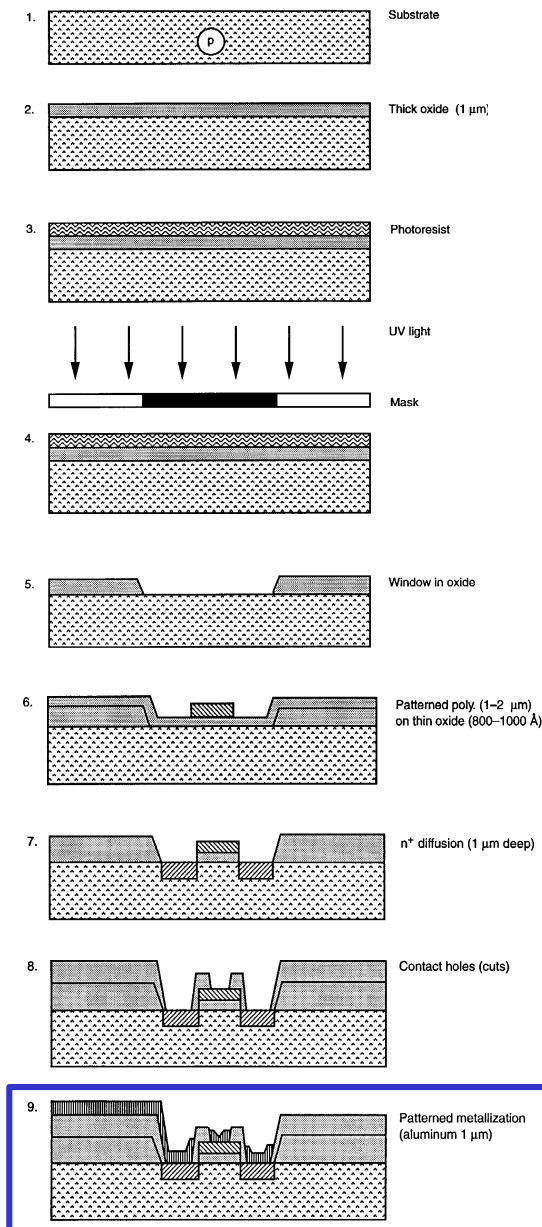 1.
Substrate
p
2.
Thick oxide (1 μm)
3.
Photoresist
UV light
Mask
4.
5.
Window in oxide
6.
Patterned poly. (1–2 μm)
on thin oxide (800–1000 Å)
7.
n⁺ diffusion (1 μm deep)
8.
Contact holes (cuts)
9.
Patterned metallization
(aluminum 1 μm)